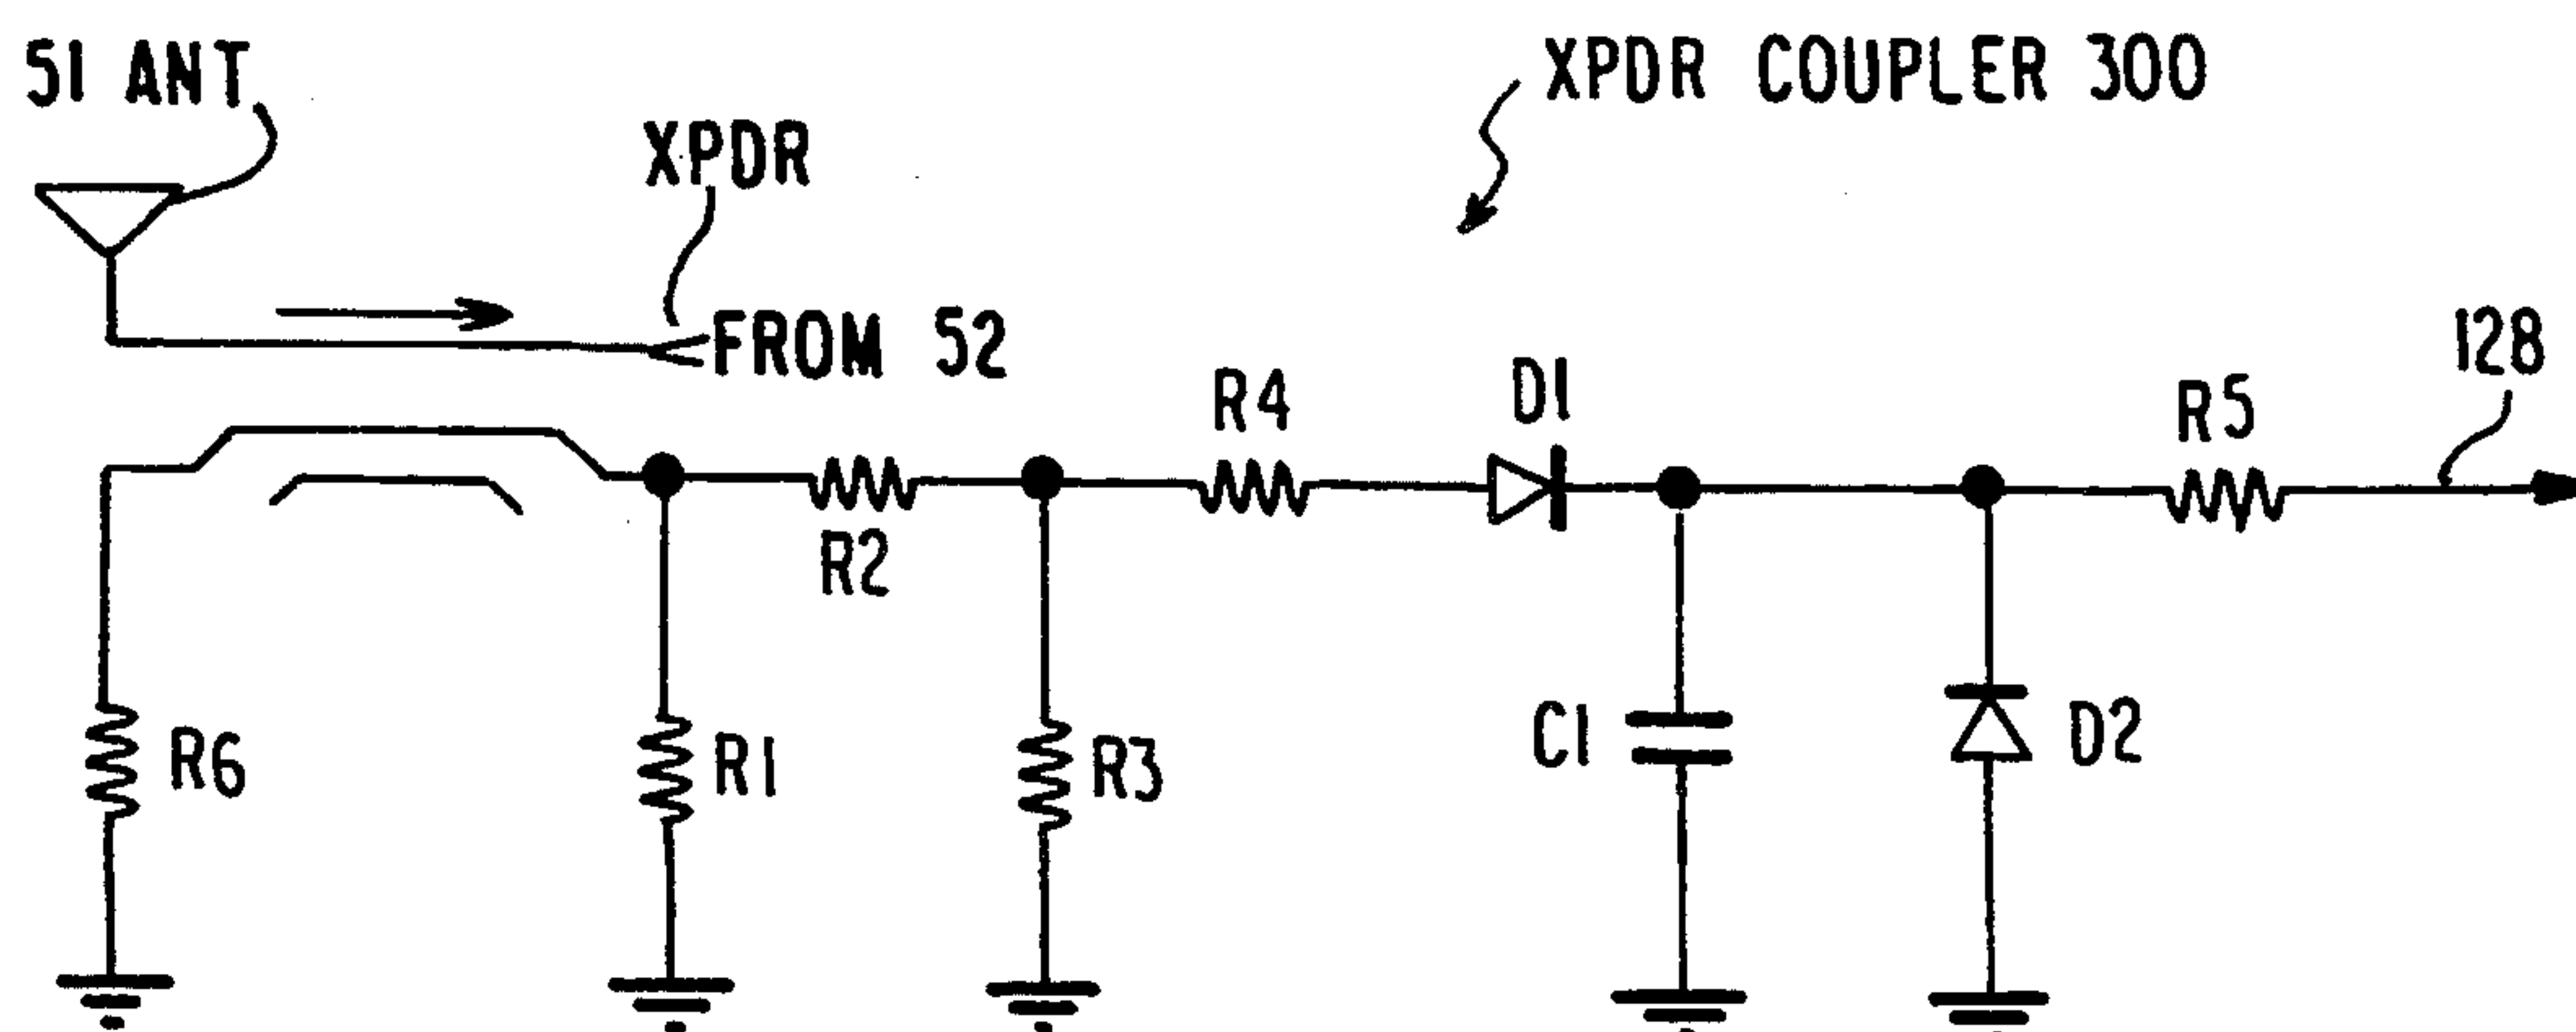 51 ANT
XPDR COUPLER 300
XPDR
FROM 52
128
R4
D1
R5
R2
R6
R1
R3
C1
D2